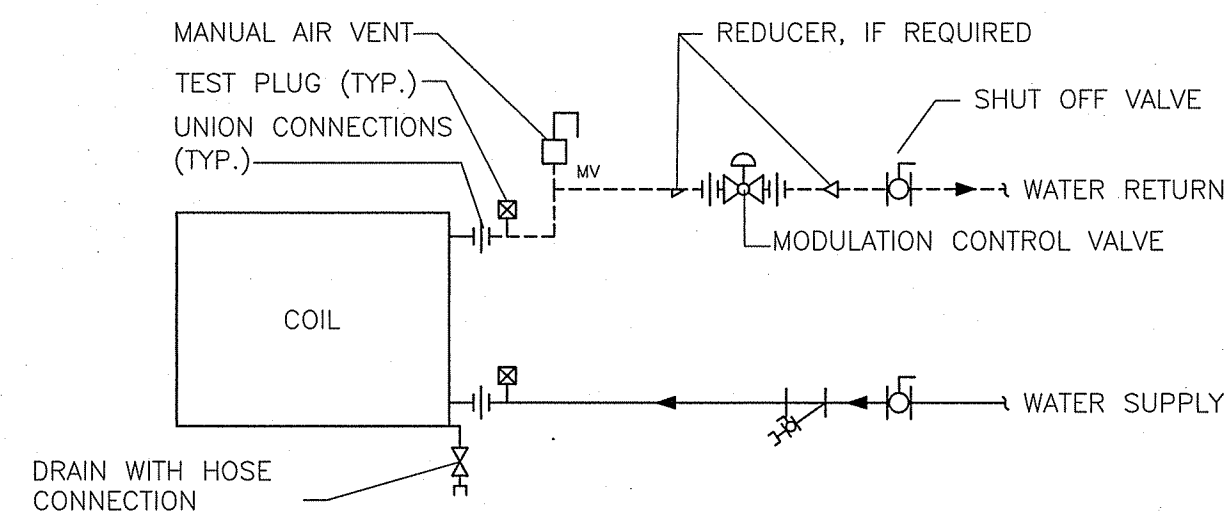 MANUAL AIR VENT
REDUCER, IF REQUIRED
TEST PLUG (TYP.)
SHUT OFF VALVE
UNION CONNECTIONS
(TYP.)
MV
WATER RETURN
MODULATION CONTROL VALVE
COIL
WATER SUPPLY
DRAIN WITH HOSE
CONNECTION